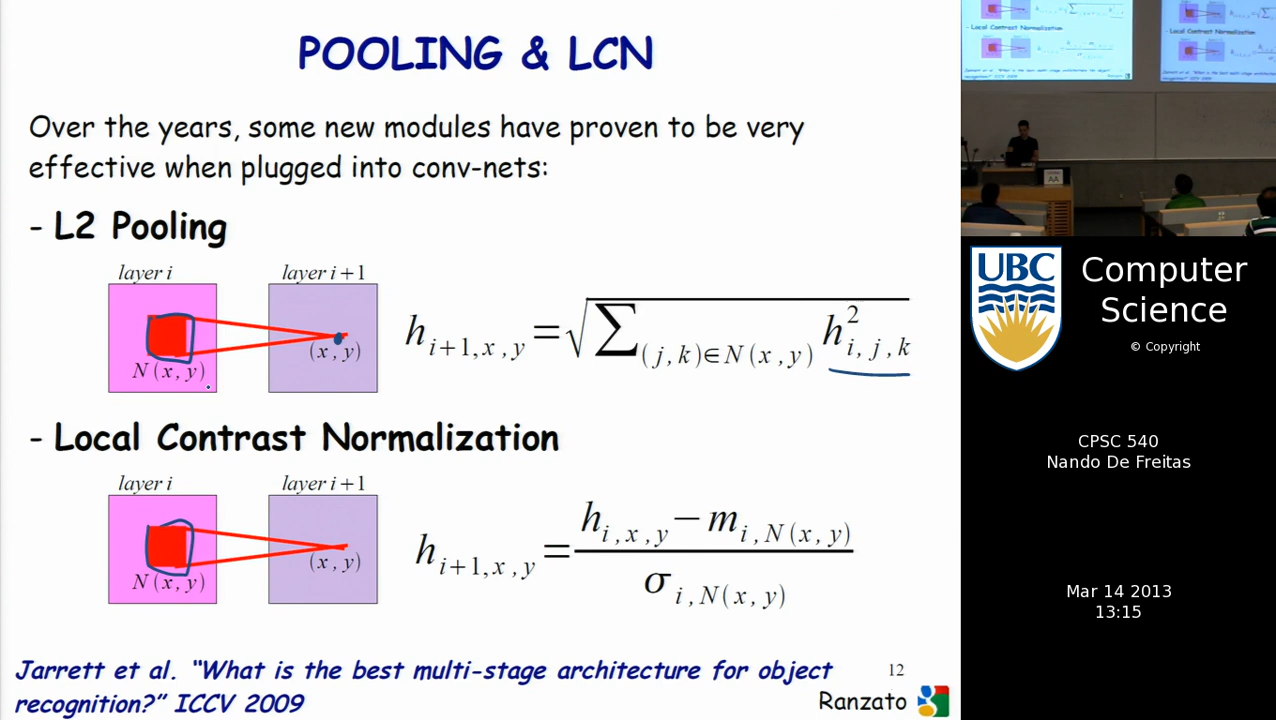 POOLING & LCN
Over the years, some new modules have proven to be very
effective when plugged into conv-nets:
- L2 Pooling
layer i
layer i+1
N(x, y)
(x, y)
h_{i+1,x,y} = √∑_{(j,k)∈N(x,y)} h²_{i,j,k}
- Local Contrast Normalization
layer i
layer i+1
N(x, y)
(x, y)
h_{i+1,x,y} = (h_{i,x,y} − m_{i,N(x,y)}) / σ_{i,N(x,y)}
Jarrett et al. “What is the best multi-stage architecture for object
recognition?” ICCV 2009
12
Ranzato
- Local Contrast Normalization
UBC
Computer
Science
© Copyright
CPSC 540
Nando De Freitas
Mar 14 2013
13:15